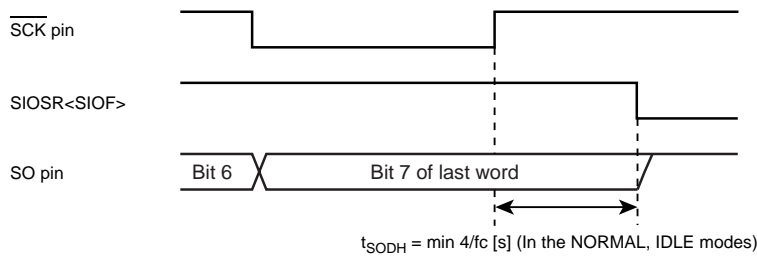 SCK pin
SIOSR<SIOF>
SO pin Bit 6 Bit 7 of last word
tSODH = min 4/fc [s] (In the NORMAL, IDLE modes)